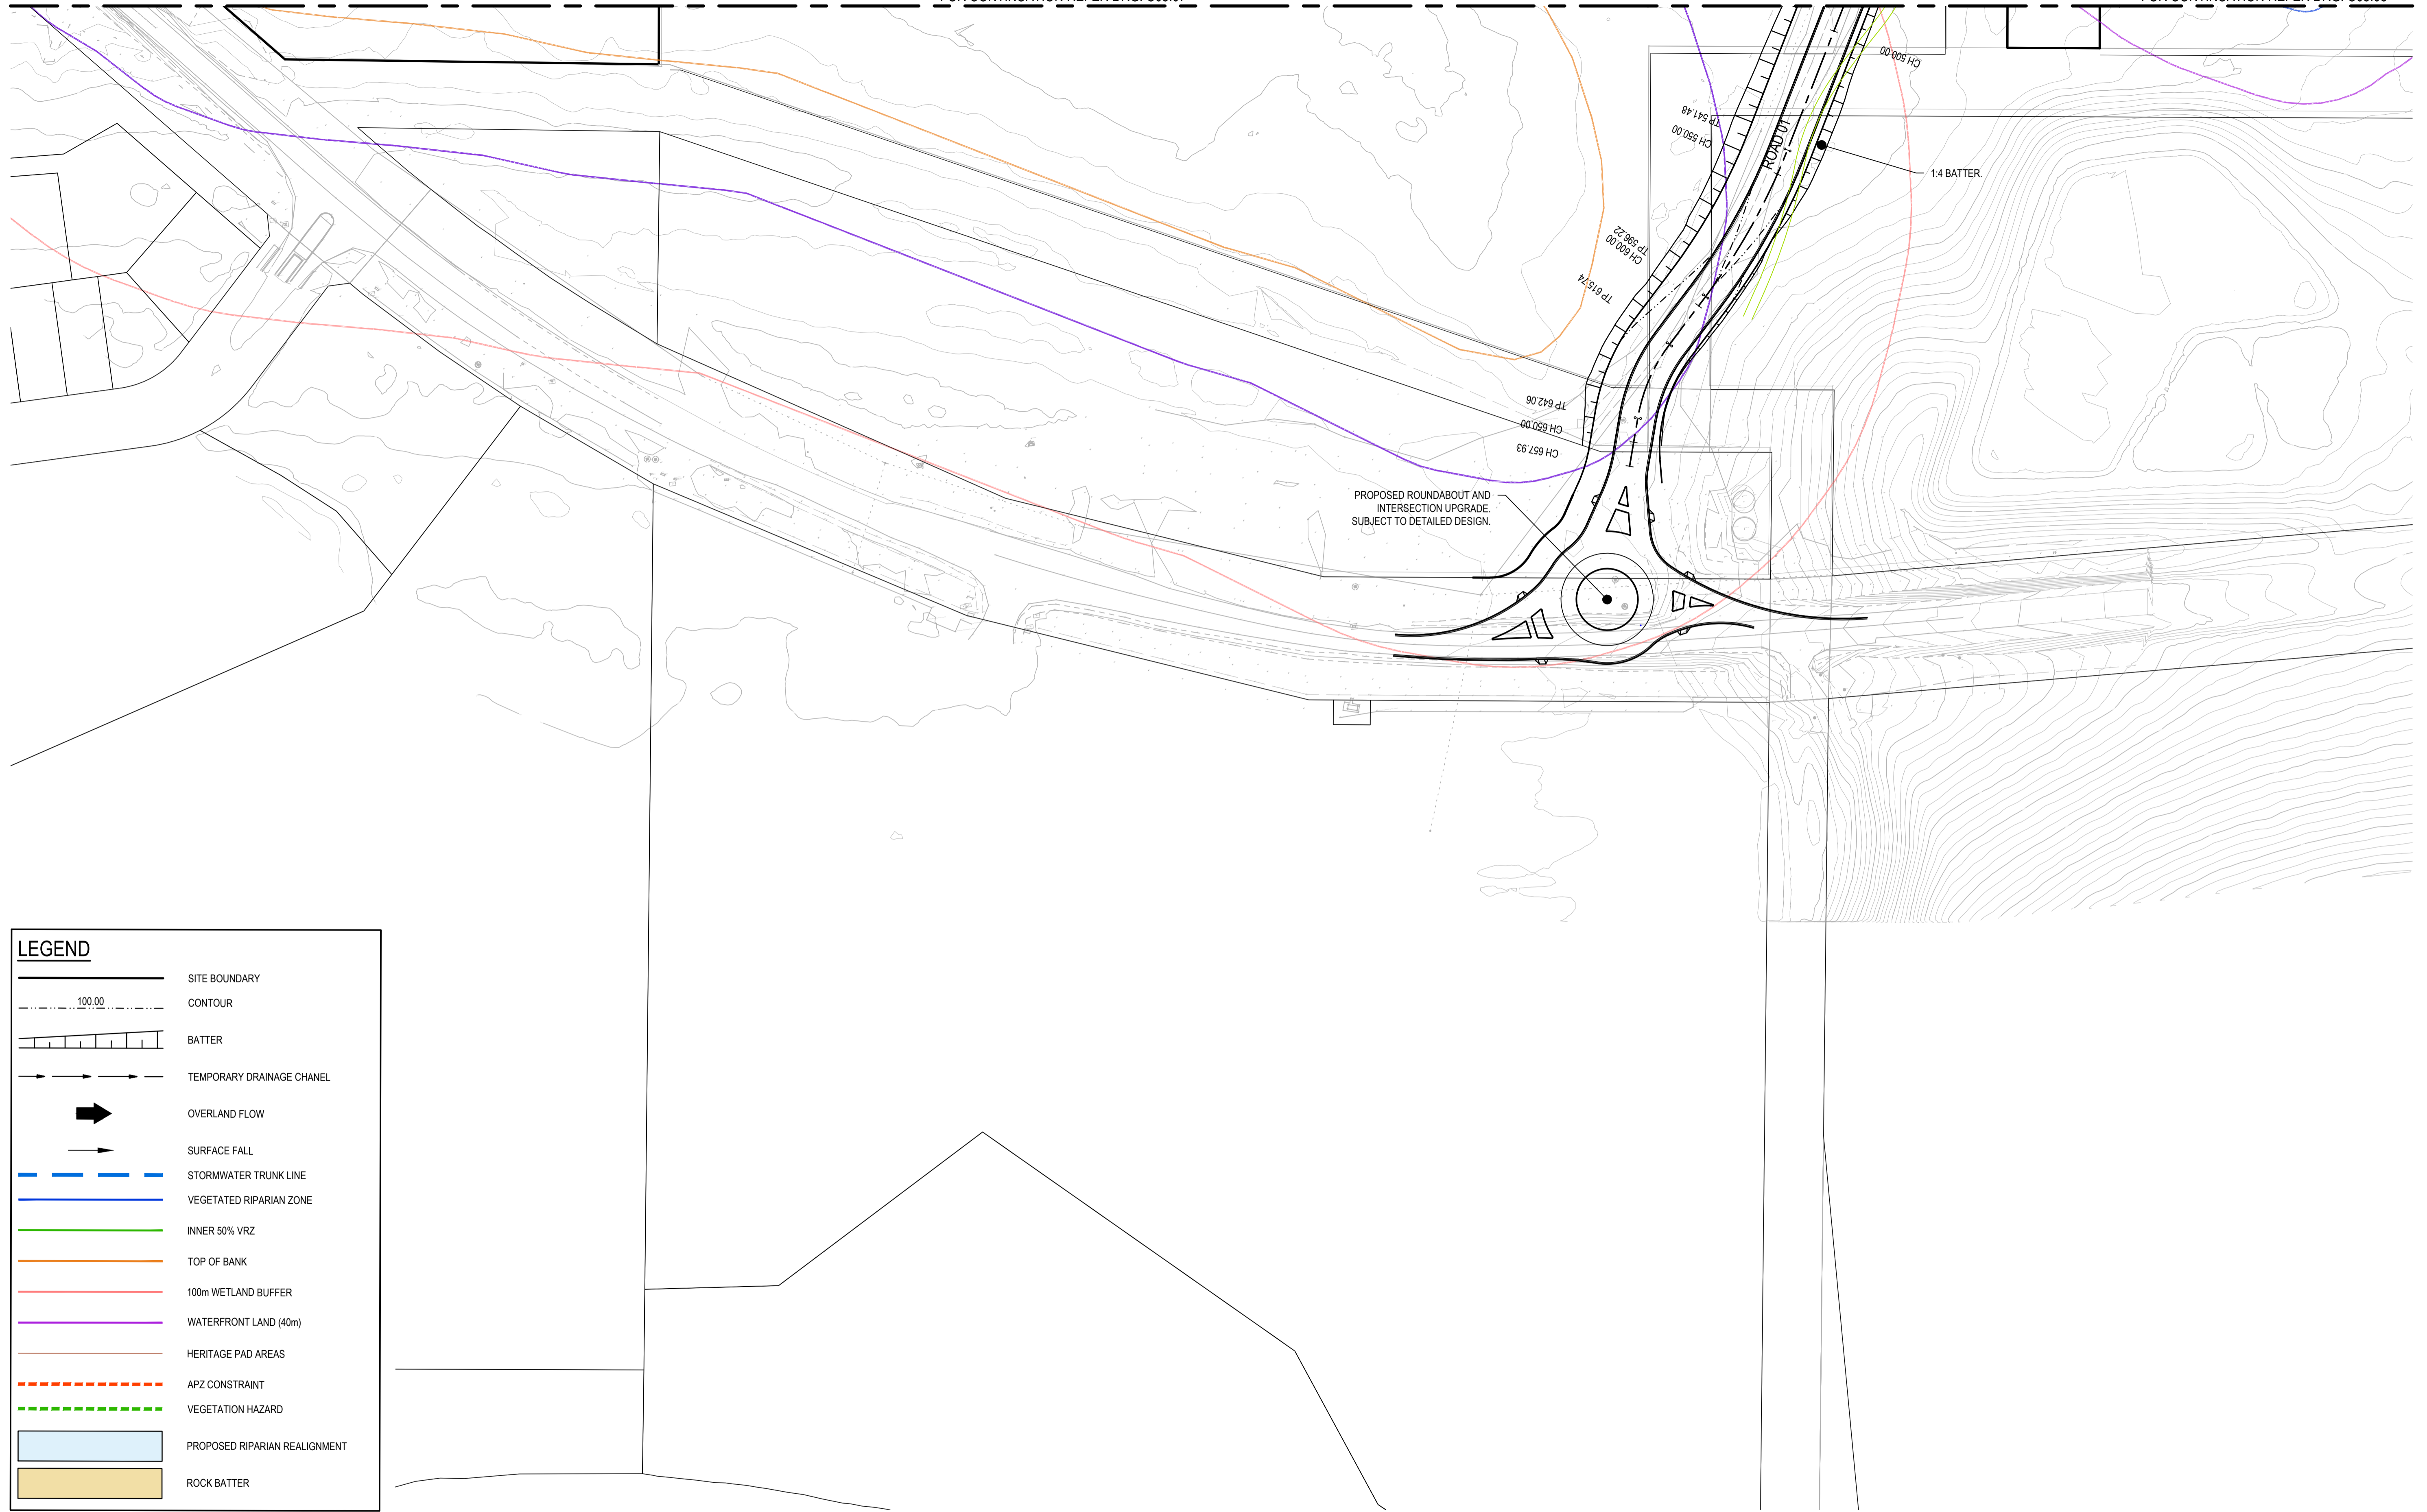 CH 500.00
TP 541.48
CH 550.00
ROAD 01
1:4 BATTER.
TP 596.22
CH 600.00
TP 615.74
TP 642.06
CH 650.00
CH 657.93
PROPOSED ROUNDABOUT AND
INTERSECTION UPGRADE.
SUBJECT TO DETAILED DESIGN.
LEGEND
SITE BOUNDARY
100.00
CONTOUR
BATTER
TEMPORARY DRAINAGE CHANEL
OVERLAND FLOW
SURFACE FALL
STORMWATER TRUNK LINE
VEGETATED RIPARIAN ZONE
INNER 50% VRZ
TOP OF BANK
100m WETLAND BUFFER
WATERFRONT LAND (40m)
HERITAGE PAD AREAS
APZ CONSTRAINT
VEGETATION HAZARD
PROPOSED RIPARIAN REALIGNMENT
ROCK BATTER